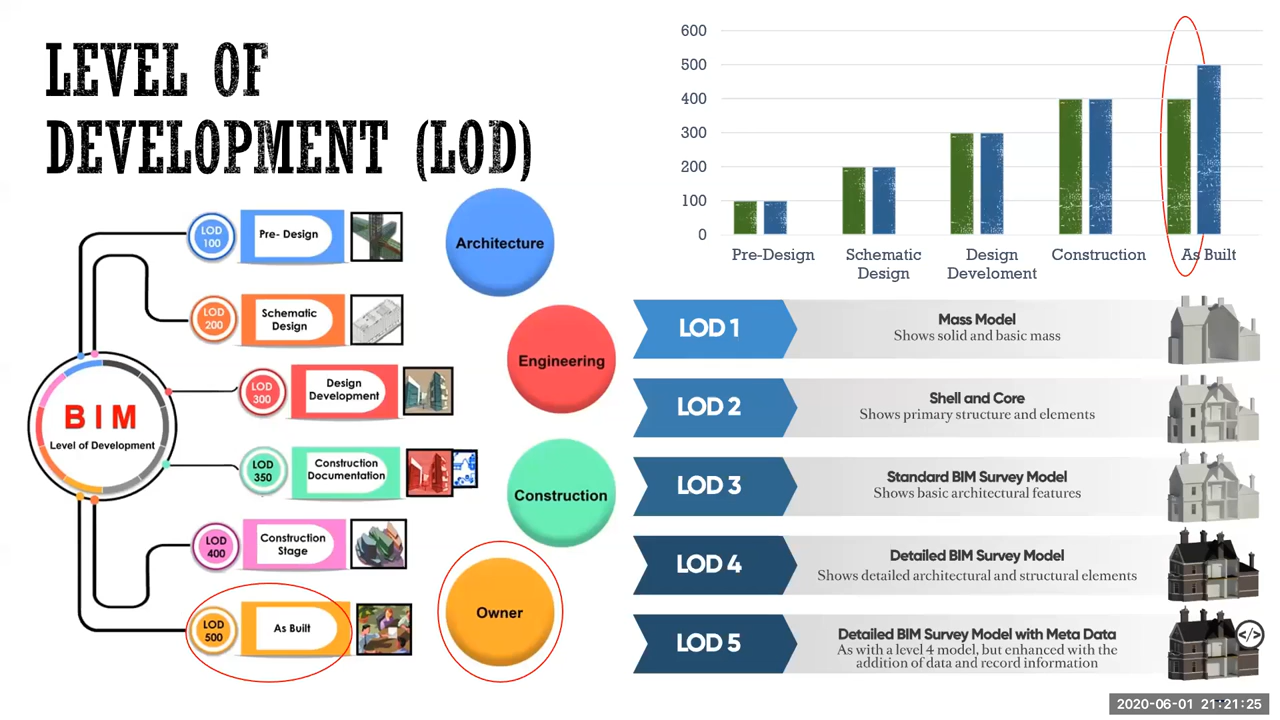 LEVEL OF
DEVELOPMENT (LOD)
LOD
100
Pre- Design
LOD
200
Schematic
Design
LOD
300
Design
Development
BIM
Level of Development
LOD
350
Construction
Documentation
LOD
400
Construction
Stage
LOD
500
As Built
Architecture
Engineering
Construction
Owner
600
500
400
300
200
100
0
Pre-Design
Schematic
Design
Design
Develoment
Construction
As Built
LOD 1
Mass Model
Shows solid and basic mass
LOD 2
Shell and Core
Shows primary structure and elements
LOD 3
Standard BIM Survey Model
Shows basic architectural features
LOD 4
Detailed BIM Survey Model
Shows detailed architectural and structural elements
LOD 5
Detailed BIM Survey Model with Meta Data
As with a level 4 model, but enhanced with the
addition of data and record information
</>
2020-06-01 21:21:25